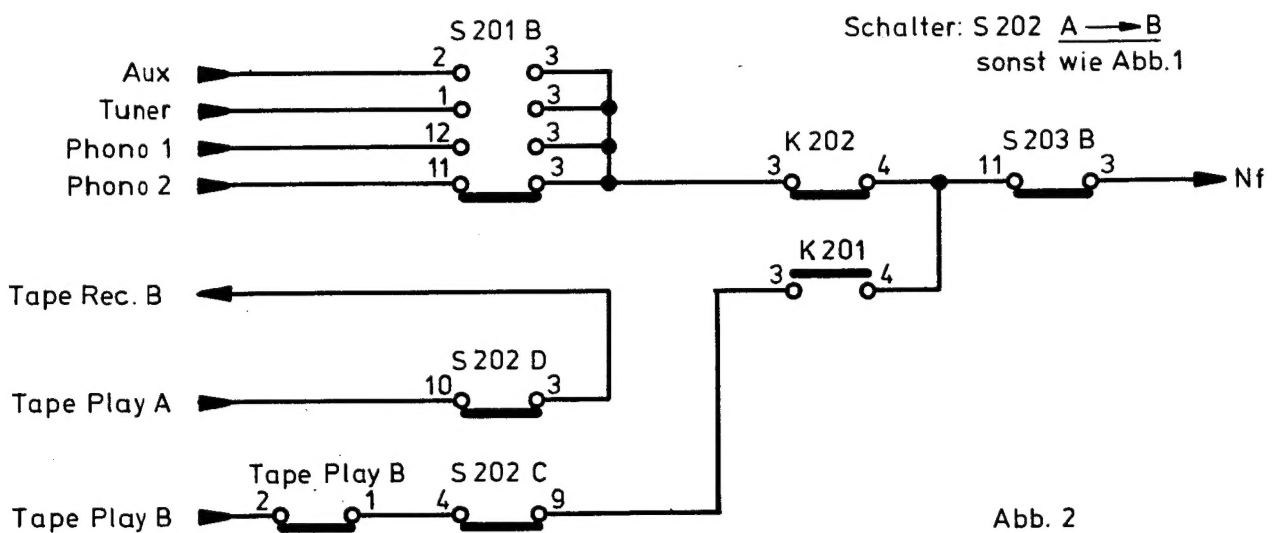 S 201 B
Schalter: S 202 A → B
sonst wie Abb.1
Aux 2 3
Tuner 1 3
Phono 1 12 3
Phono 2 11 3
K 202
3 4
S 203 B
11 3
Nf
K 201
3 4
Tape Rec. B
S 202 D
Tape Play A 10 3
Tape Play B
2 1
S 202 C
4 9
Tape Play B
Abb. 2